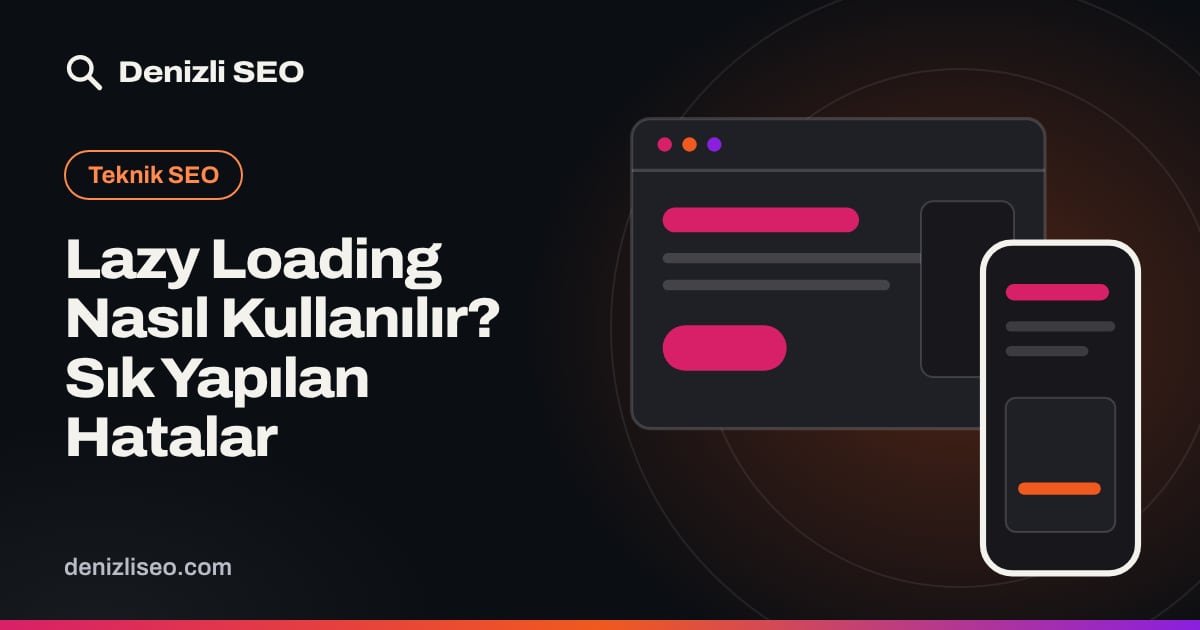 Denizli SEO
Teknik SEO
Lazy Loading
Nasıl Kullanılır?
Sık Yapılan
Hatalar
denizliseo.com